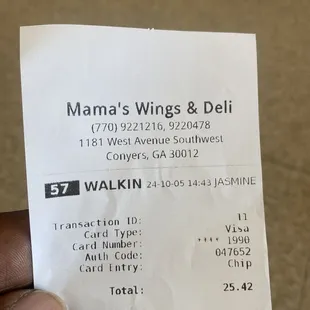 Mama's Wings & Deli
(770) 9221216, 9220478
1181 West Avenue Southwest
Conyers, GA 30012
57 WALKIN 24-10-05 14:43 JASMINE
Transaction ID: 11
Card Type: Visa
Card Number: **** 1990
Auth Code: 047652
Card Entry: Chip
Total: 25.42